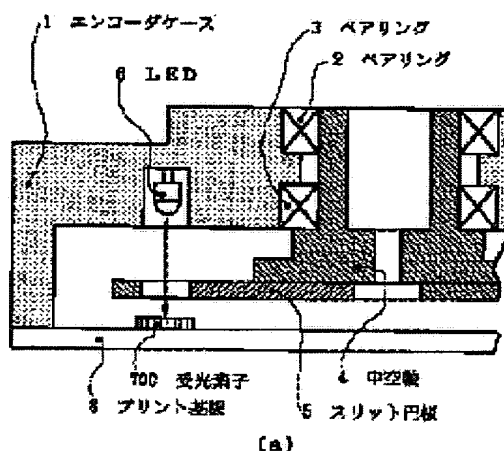 1 エンコーダケース
3 ベアリング
2 ベアリング
6 LED
700 受光素子
4 中空軸
8 プリント基板
5 スリット円板
(a)